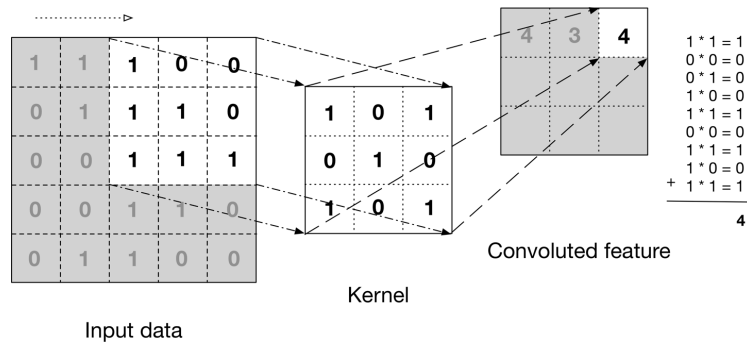 1 1 1 0 0
0 1 1 1 0
0 0 1 1 1
0 0 1 1 0
0 1 1 0 0
Input data
1 0 1
0 1 0
1 0 1
Kernel
4 3 4
Convoluted feature
1 * 1 = 1
0 * 0 = 0
0 * 1 = 0
1 * 0 = 0
1 * 1 = 1
0 * 0 = 0
1 * 1 = 1
1 * 0 = 0
+ 1 * 1 = 1
4